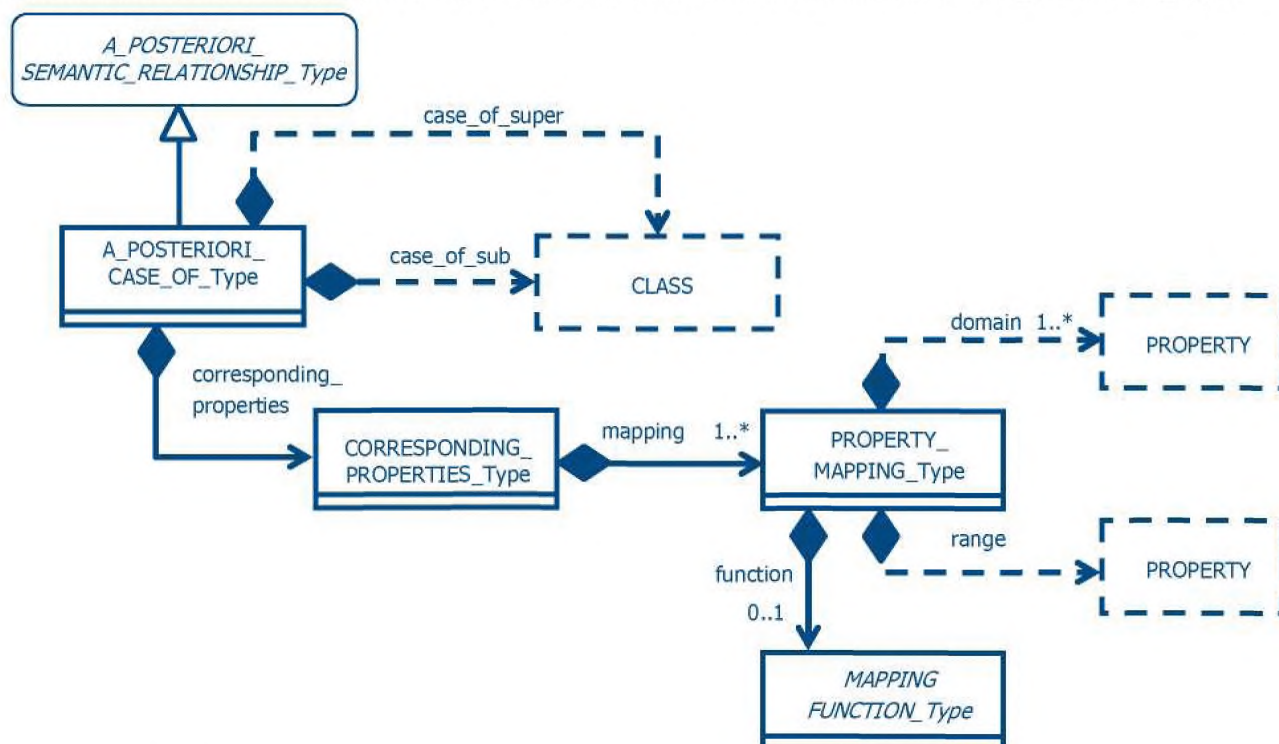 A_POSTERIORI_
SEMANTIC_RELATIONSHIP_Type
case_of_super
A_POSTERIORI_
CASE_OF_Type
case_of_sub
CLASS
domain 1..*
PROPERTY
corresponding_
properties
CORRESPONDING_
PROPERTIES_Type
mapping 1..*
PROPERTY_
MAPPING_Type
range
PROPERTY
function
0..1
MAPPING
FUNCTION_Type